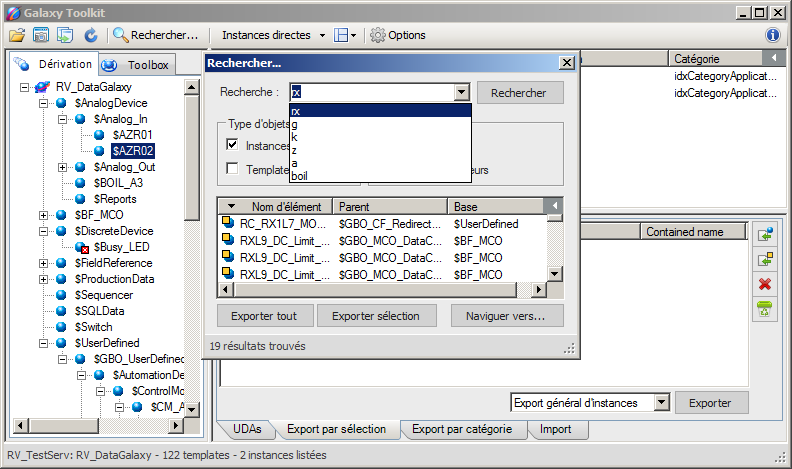 Galaxy Toolkit
Rechercher... Instances directes Options
Dérivation Toolbox
RV_DataGalaxy
$AnalogDevice
$Analog_In
$AZR01
$AZR02
$Analog_Out
$BOIL_A3
$Reports
$BF_MCO
$DiscreteDevice
$Busy_LED
$FieldReference
$ProductionData
$Sequencer
$SQLData
$Switch
$UserDefined
$GBO_UserDefined
$AutomationDe
$ControlMo
$CM_A
Catégorie
idxCategoryApplicat...
idxCategoryApplicat...
Rechercher...
Recherche : rx Rechercher
rx
g
k
z
a
boil
Type d'objets
Instances
Template
Nom d'élément Parent Base
RC_RX1L7_MO... $GBO_CF_Redirect... $UserDefined
RXL9_DC_Limit_... $GBO_MCO_DataC... $BF_MCO
RXL9_DC_Limit_... $GBO_MCO_DataC... $BF_MCO
RXL9_DC_Limit_... $GBO_MCO_DataC... $BF_MCO
Exporter tout Exporter sélection Naviguer vers...
19 résultats trouvés
Contained name
Export général d'instances Exporter
UDAs Export par sélection Export par catégorie Import
RV_TestServ: RV_DataGalaxy - 122 templates - 2 instances listées